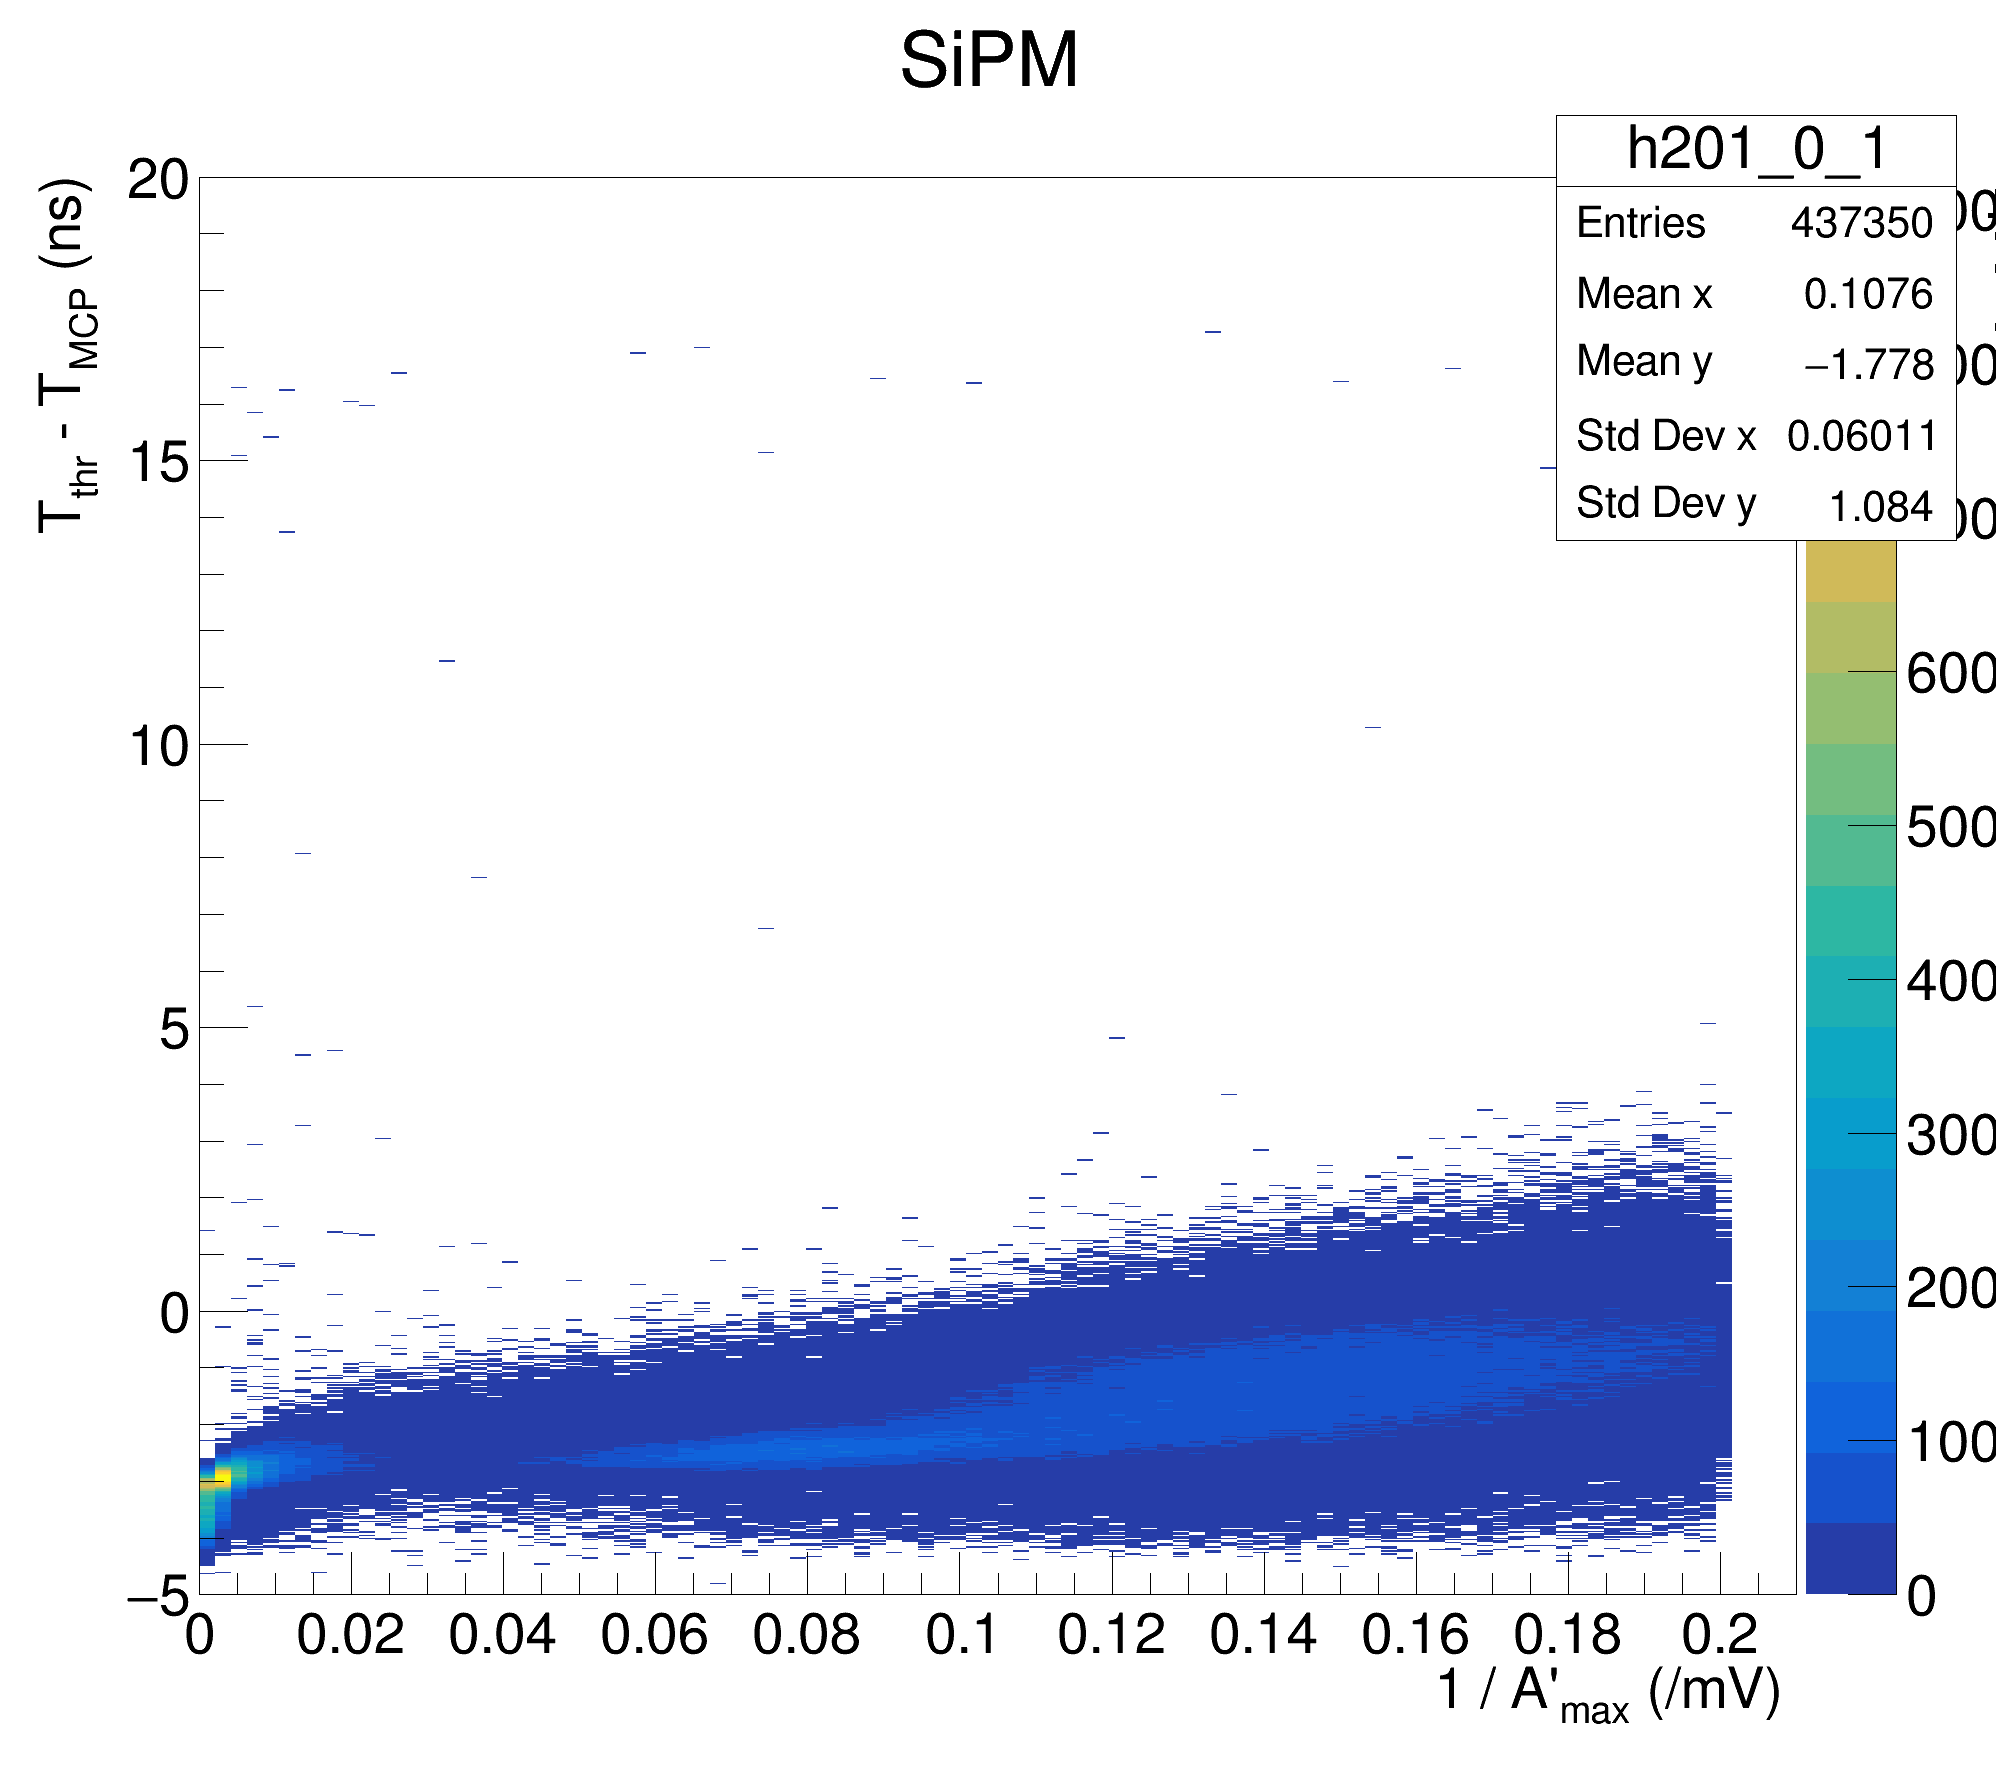 SiPM
h201_0_1
Entries 437350
Mean x 0.1076
Mean y −1.778
Std Dev x 0.06011
Std Dev y 1.084
T_thr - T_MCP (ns)
20
15
10
5
0
−5
0 0.02 0.04 0.06 0.08 0.1 0.12 0.14 0.16 0.18 0.2
1 / A'_max (/mV)
600
500
400
300
200
100
0